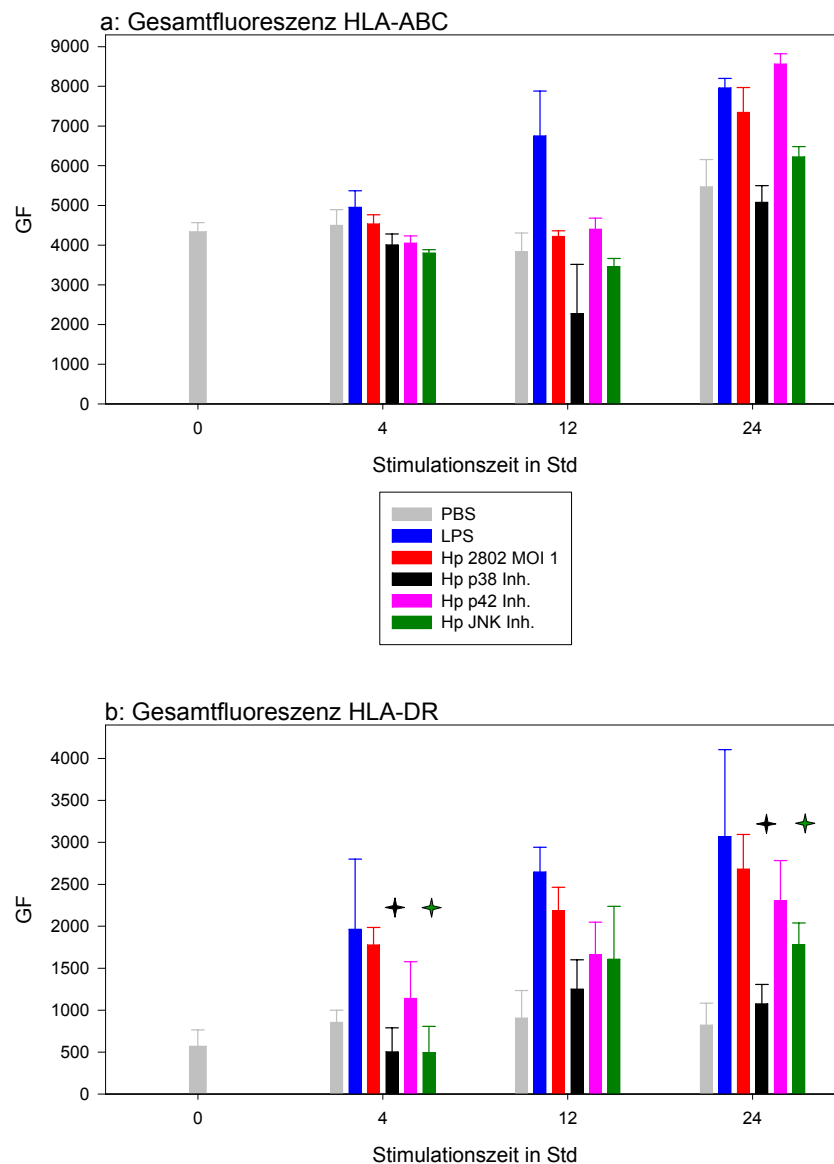 a: Gesamtfluoreszenz HLA-ABC
9000
8000
7000
6000
5000
4000
3000
2000
1000
0
GF
0 4 12 24
Stimulationszeit in Std
PBS
LPS
Hp 2802 MOI 1
Hp p38 Inh.
Hp p42 Inh.
Hp JNK Inh.
b: Gesamtfluoreszenz HLA-DR
4000
3500
3000
2500
2000
1500
1000
500
0
GF
0 4 12 24
Stimulationszeit in Std